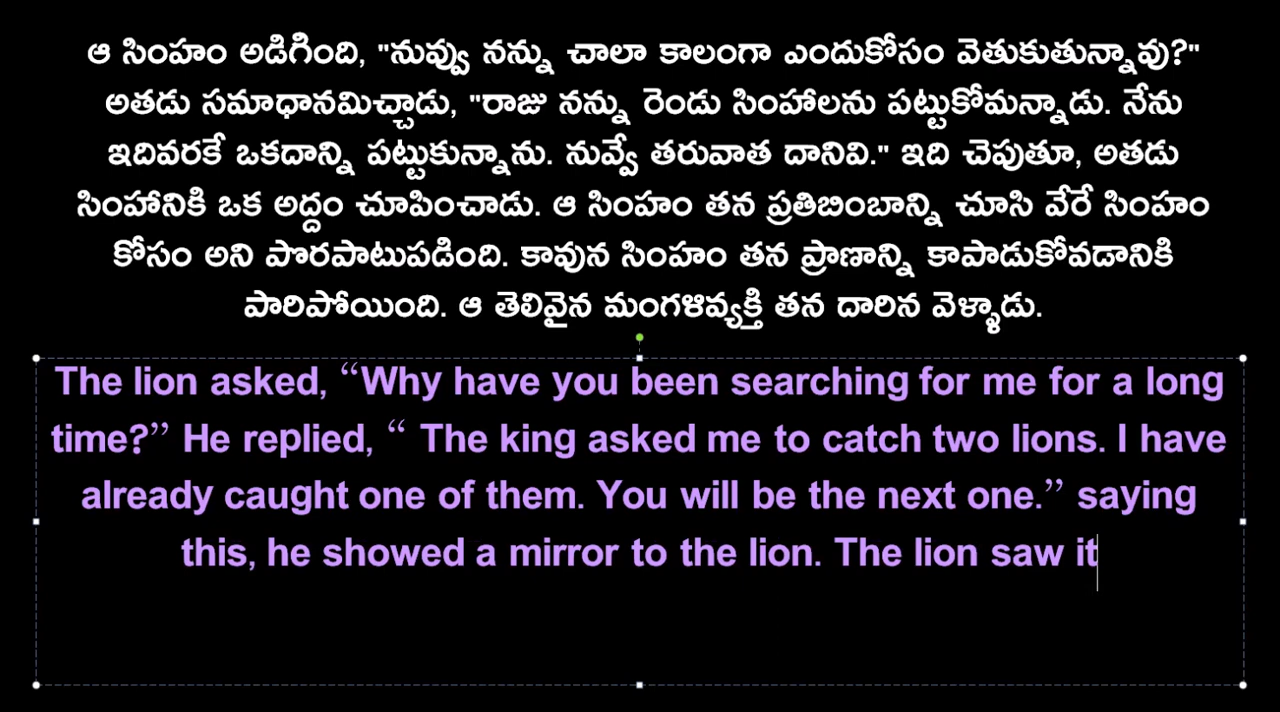 ఆ సింహం అడిగింది, "నువ్వు నన్ను చాలా కాలంగా ఎందుకోసం వెతుకుతున్నావు?"
అతడు సమాధానమిచ్చాడు, "రాజు నన్ను రెండు సింహాలను పట్టుకోమన్నాడు. నేను
ఇదివరకే ఒకదాన్ని పట్టుకున్నాను. నువ్వే తరువాత దానివి." ఇది చెపుతూ, అతడు
సింహానికి ఒక అద్దం చూపించాడు. ఆ సింహం తన ప్రతిబింబాన్ని చూసి వేరే సింహం
కోసం అని పొరపాటుపడింది. కావున సింహం తన ప్రాణాన్ని కాపాడుకోవడానికి
పారిపోయింది. ఆ తెలివైన మంగళివ్యక్తి తన దారిన వెళ్ళాడు.
The lion asked, “Why have you been searching for me for a long
time?” He replied, “ The king asked me to catch two lions. I have
already caught one of them. You will be the next one.” saying
this, he showed a mirror to the lion. The lion saw it